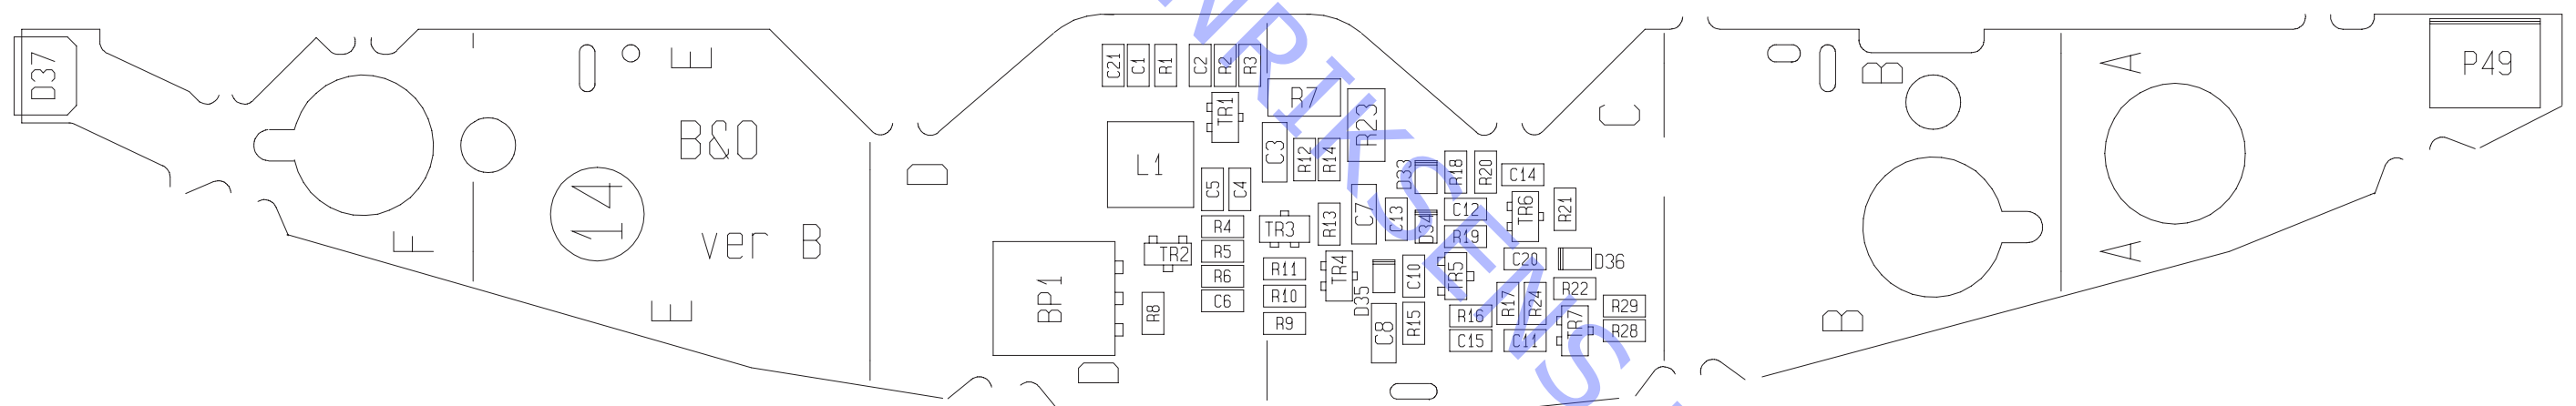 D37
E
C21 C1 R1 C2 R2 R3
P49
A
B
R7
C
TR1
R23
B&O
L1
C3 R12 R14
D33 R18 R20 C14
D
14
C5 C4
C7 C13 D34 C12 TR6 R21
R4 TR3 R13 R19
F
ver B
TR2 R5
A
R6 R11 TR4 C10 TR5 C20 D36
BP1
C6 R10 D35 R17 R24 R22 R29
E
R8 R9 C8 R15 R16 TR7 R28
B
C15 C11
D
NRIKSENS